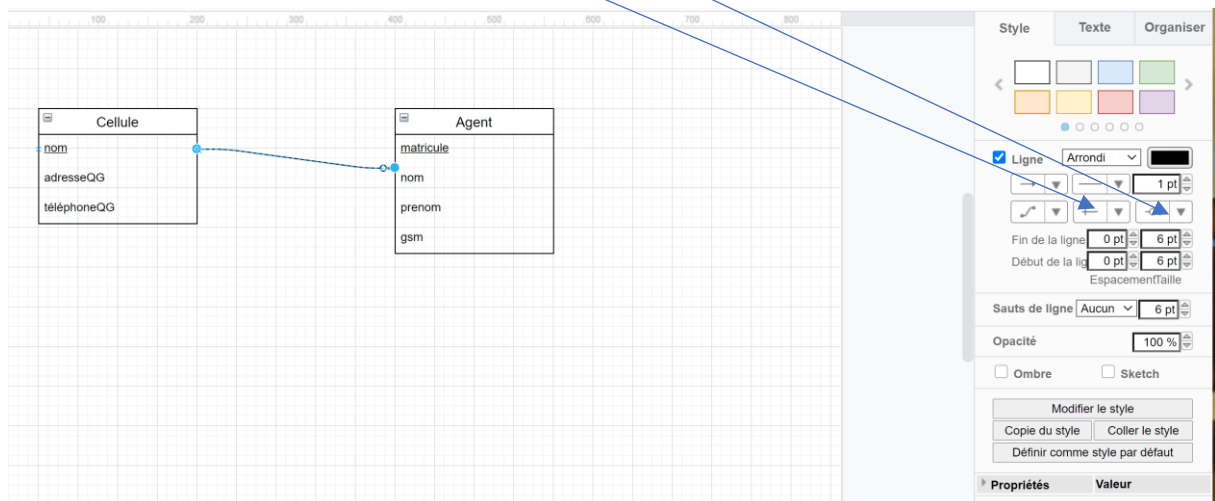 100 200 300 400 500 600 700 800
Style Texte Organiser
Cellule
nom
adresseQG
téléphoneQG
Agent
matricule
nom
prenom
gsm
Ligne Arrondi
1 pt
Fin de la ligne 0 pt 6 pt
Début de la lig 0 pt 6 pt
EspacementTaille
Sauts de ligne Aucun 6 pt
Opacité 100 %
Ombre Sketch
Modifier le style
Copie du style Coller le style
Définir comme style par défaut
Propriétés Valeur